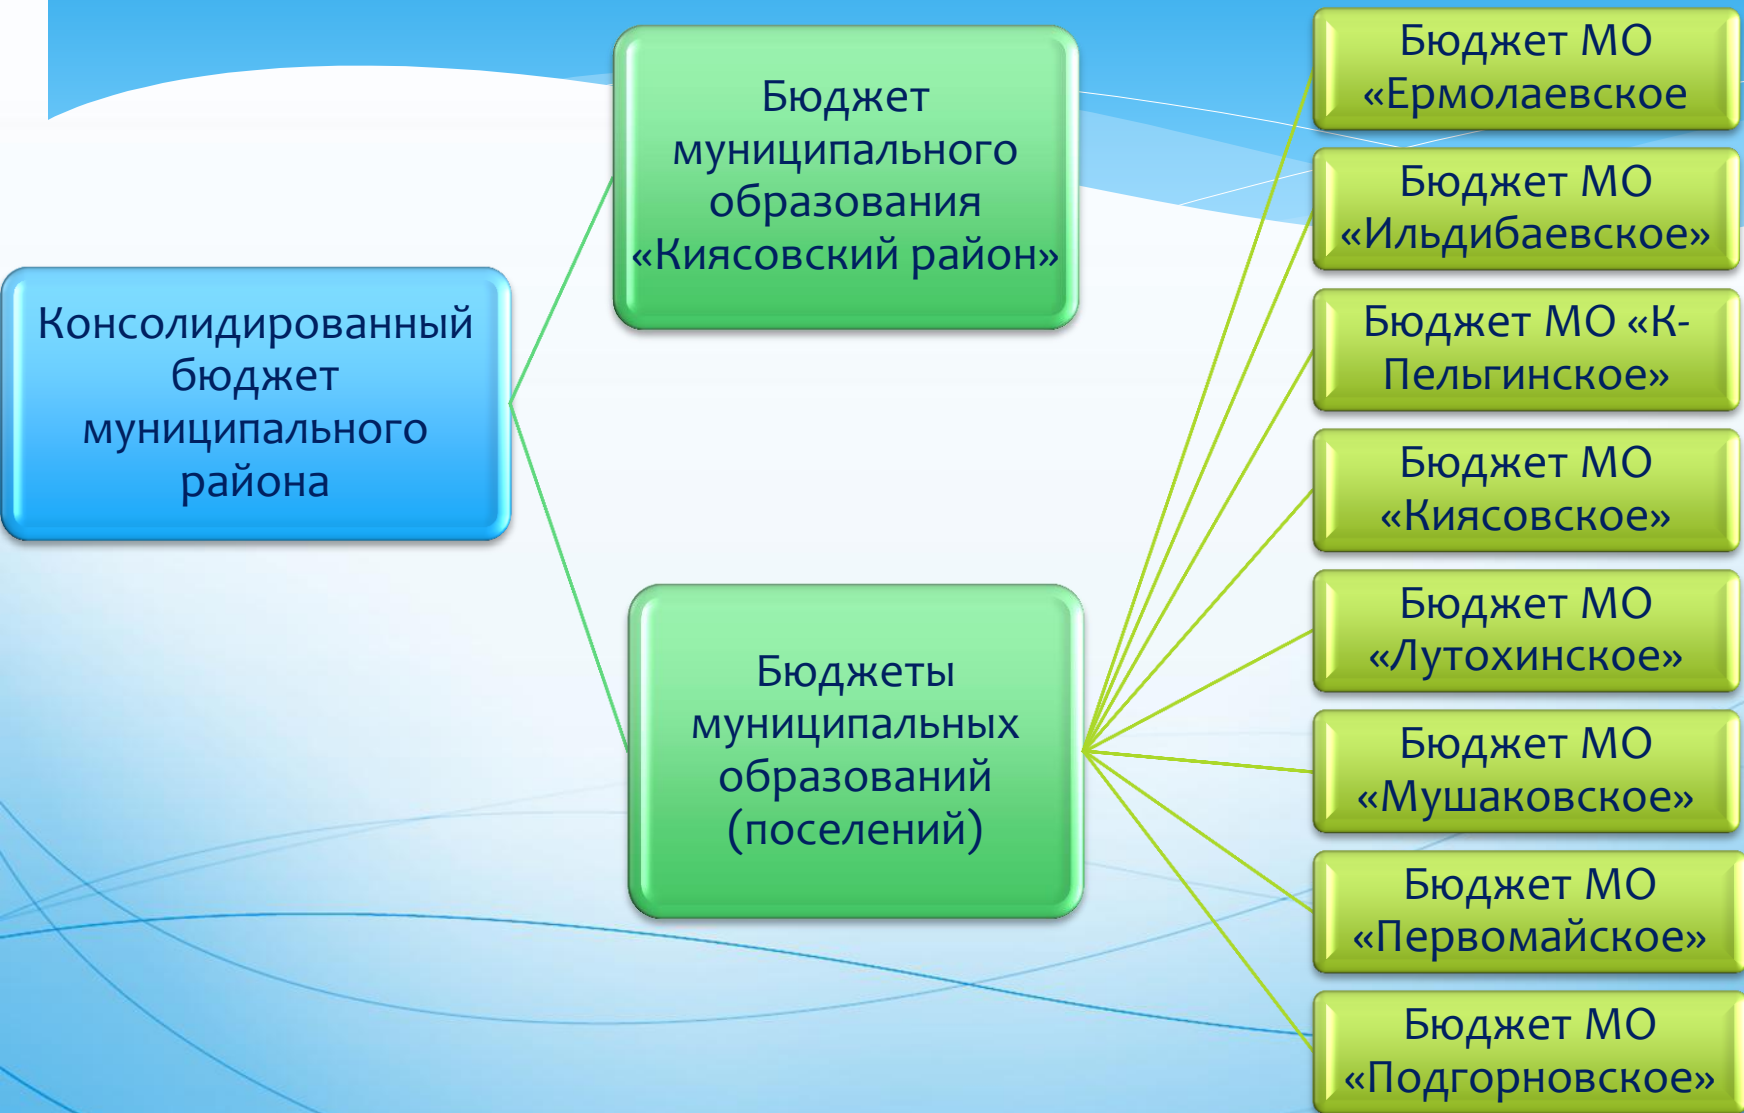 Консолидированный
бюджет
муниципального
района
Бюджет
муниципального
образования
«Киясовский район»
Бюджеты
муниципальных
образований
(поселений)
Бюджет МО
«Ермолаевское
Бюджет МО
«Ильдибаевское»
Бюджет МО «К-
Пельгинское»
Бюджет МО
«Киясовское»
Бюджет МО
«Лутохинское»
Бюджет МО
«Мушаковское»
Бюджет МО
«Первомайское»
Бюджет МО
«Подгорновское»